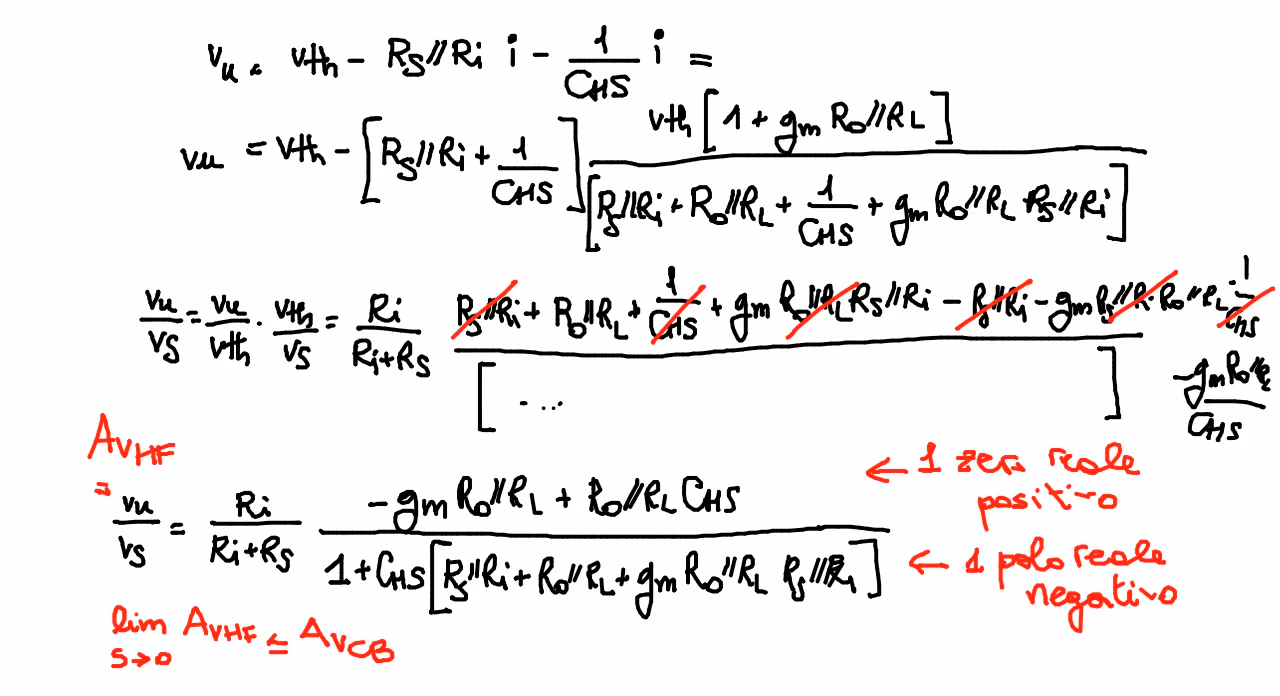 vu = vth - RS//Ri i - 1/(CHS) i =
vu = vth - [RS//Ri + 1/(CHS)] vth[1 + gm Ro//RL] / [RS//Ri + Ro//RL + 1/(CHS) + gm Ro//RL RS//Ri]
vu/vS = vu/vth · vth/vS = Ri/(Ri+RS) RS//Ri + Ro//RL + 1/(CHS) + gm Ro//RL RS//Ri - RS//Ri - gm RS//Ri Ro//RL - 1/(CHS) - gm Ro//RL/(CHS) / [ ... ]
AVHF
= vu/vS = Ri/(Ri+RS) (-gm Ro//RL + Ro//RL CHS) / (1 + CHS[RS//Ri + Ro//RL + gm Ro//RL RS//Ri])
← 1 zero reale
positivo
← 1 polo reale
negativo
lim S→0 AVHF = AVCB